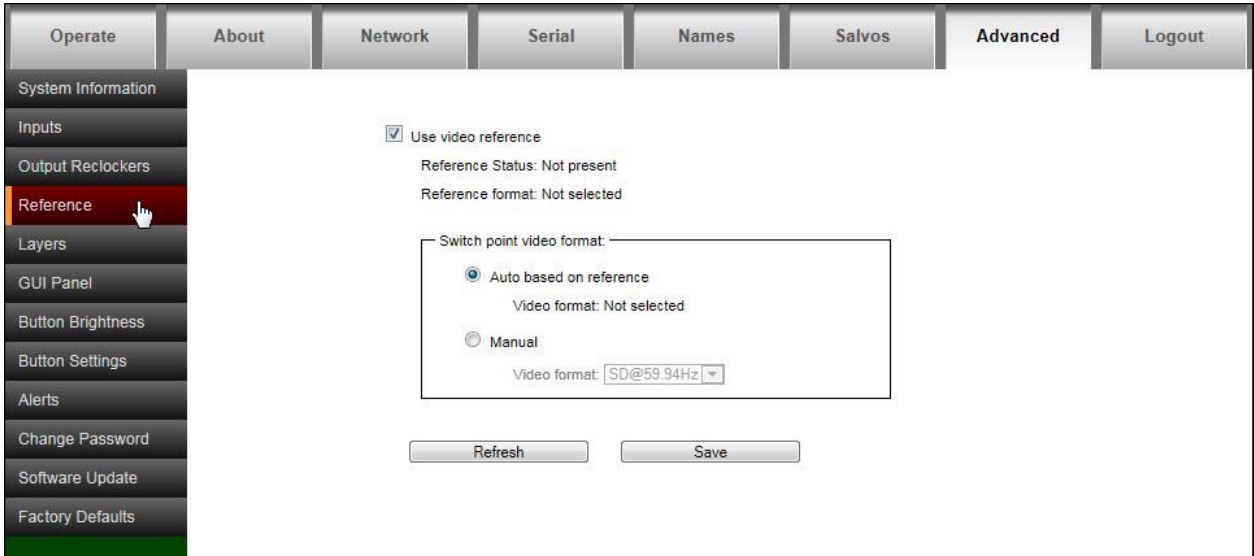 Operate About Network Serial Names Salvos Advanced Logout
System Information
Inputs
Output Reclockers
Reference
Layers
GUI Panel
Button Brightness
Button Settings
Alerts
Change Password
Software Update
Factory Defaults
Use video reference
Reference Status: Not present
Reference format: Not selected
Switch point video format:
Auto based on reference
Video format: Not selected
Manual
Video format: SD@59.94Hz
Refresh Save